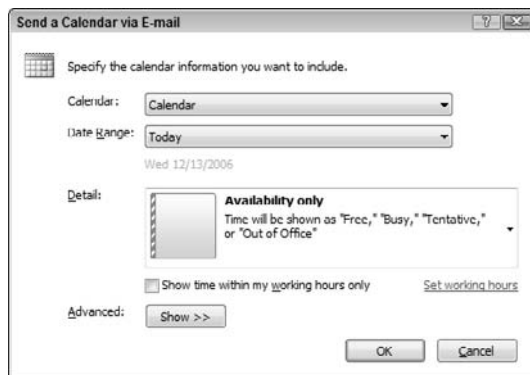 Send a Calendar via E-mail
Specify the calendar information you want to include.
Calendar: Calendar
Date Range: Today
Wed 12/13/2006
Detail: Availability only
Time will be shown as "Free," "Busy," "Tentative,"
or "Out of Office"
Show time within my working hours only Set working hours
Advanced: Show >>
OK Cancel